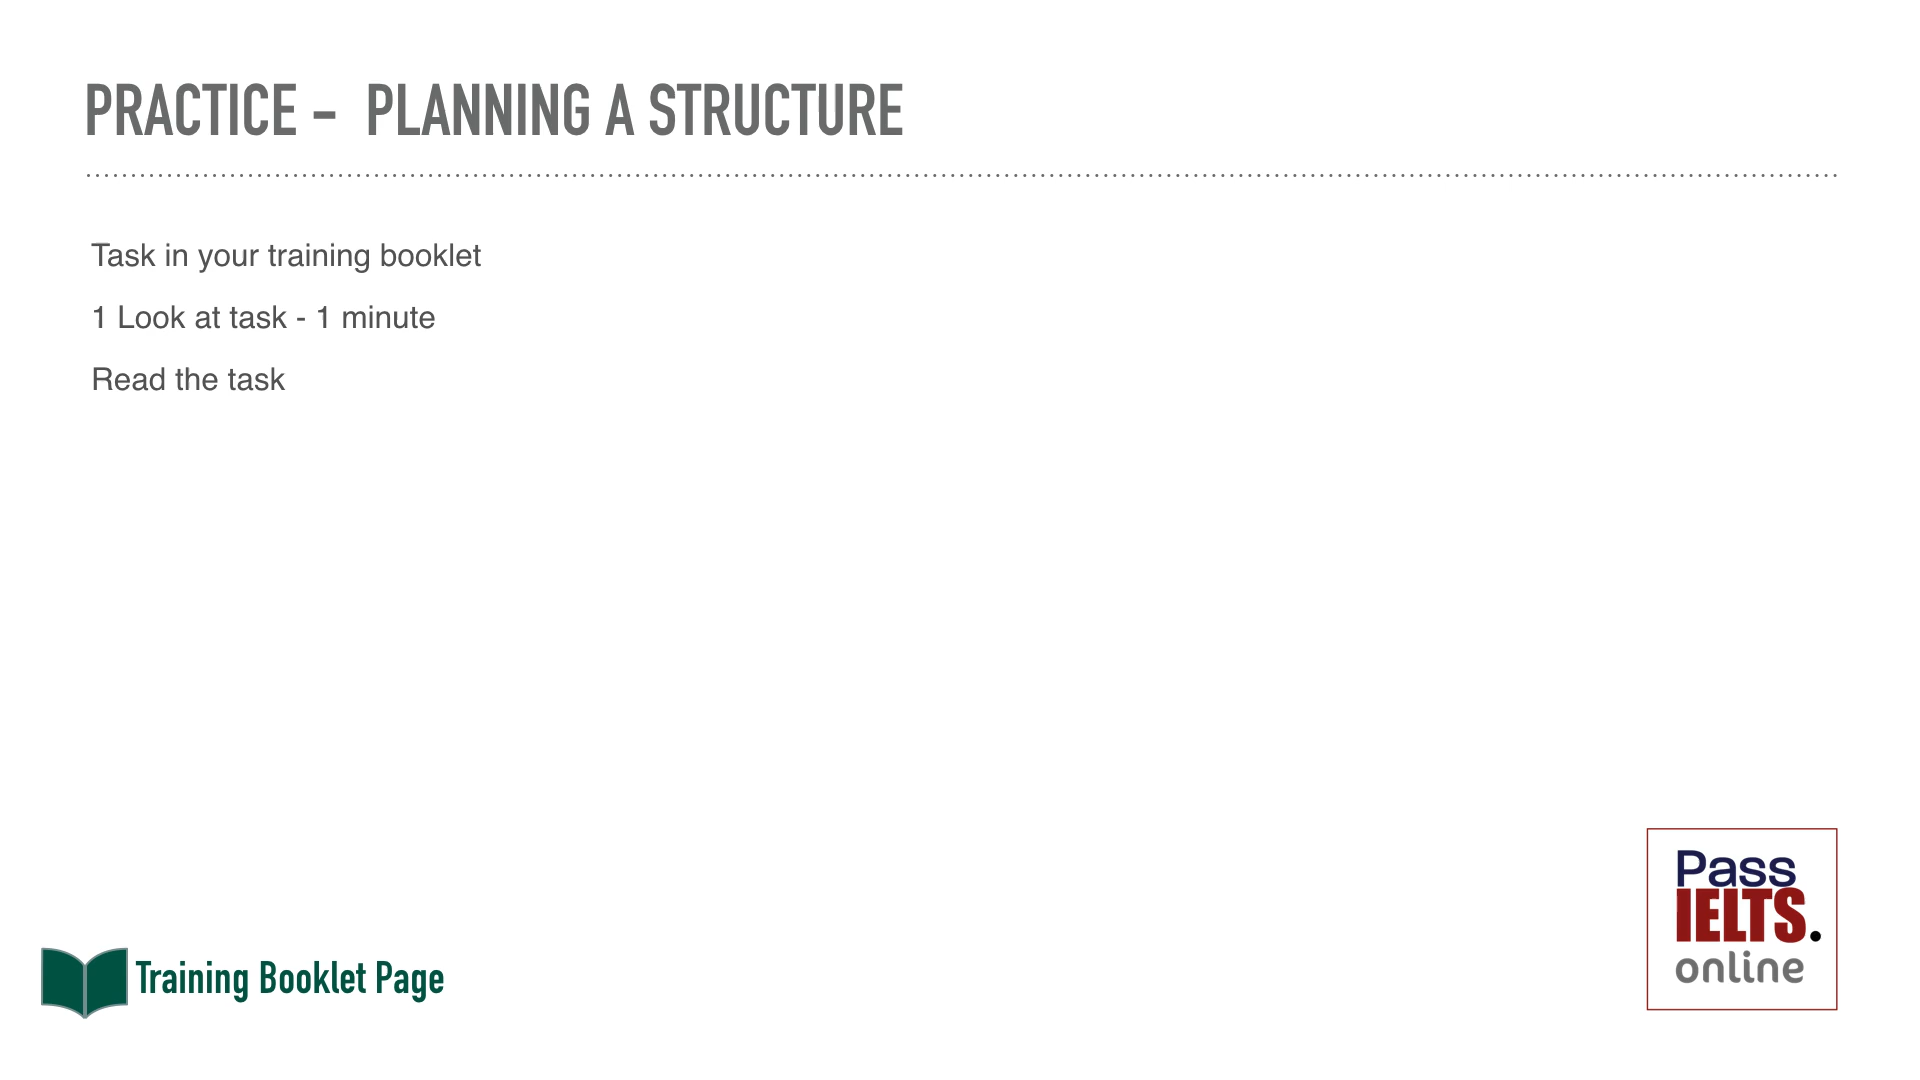 PRACTICE - PLANNING A STRUCTURE
Task in your training booklet
1 Look at task - 1 minute
Read the task
Training Booklet Page
Pass
IELTS.
online